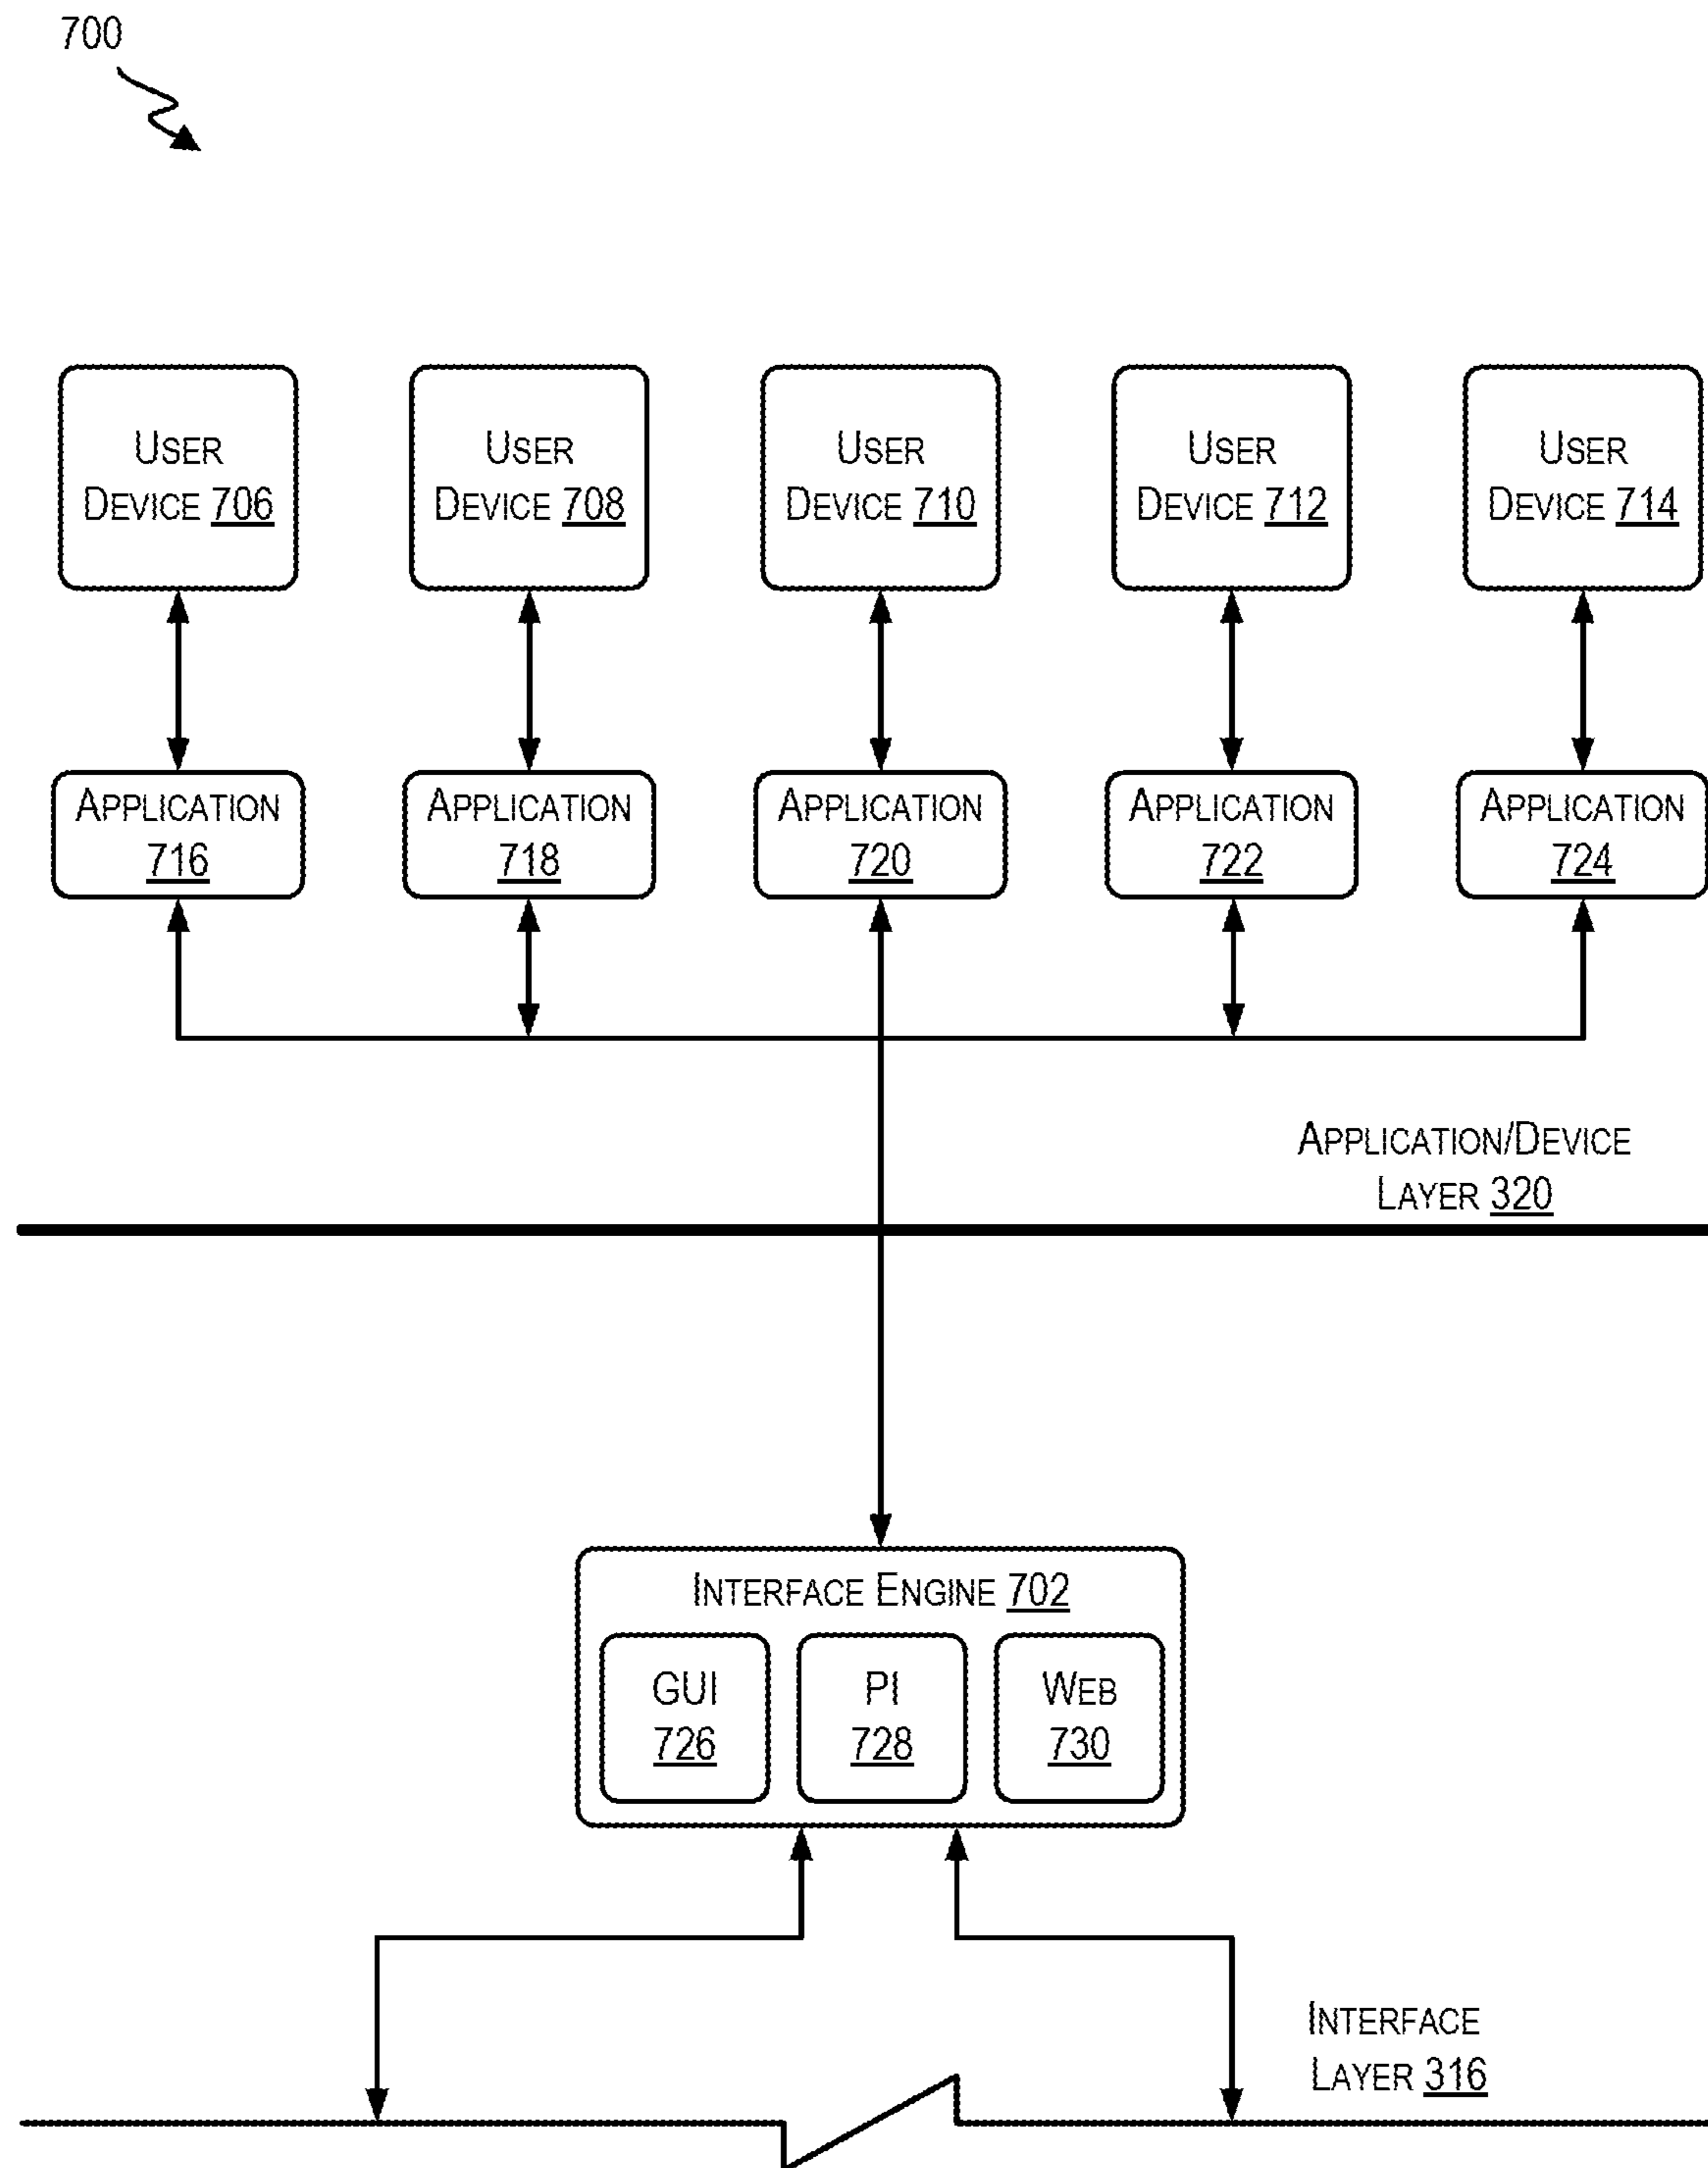 700
User
Device 706
User
Device 708
User
Device 710
User
Device 712
User
Device 714
Application
716
Application
718
Application
720
Application
722
Application
724
Application/Device
Layer 320
Interface Engine 702
GUI
726
PI
728
Web
730
Interface
Layer 316